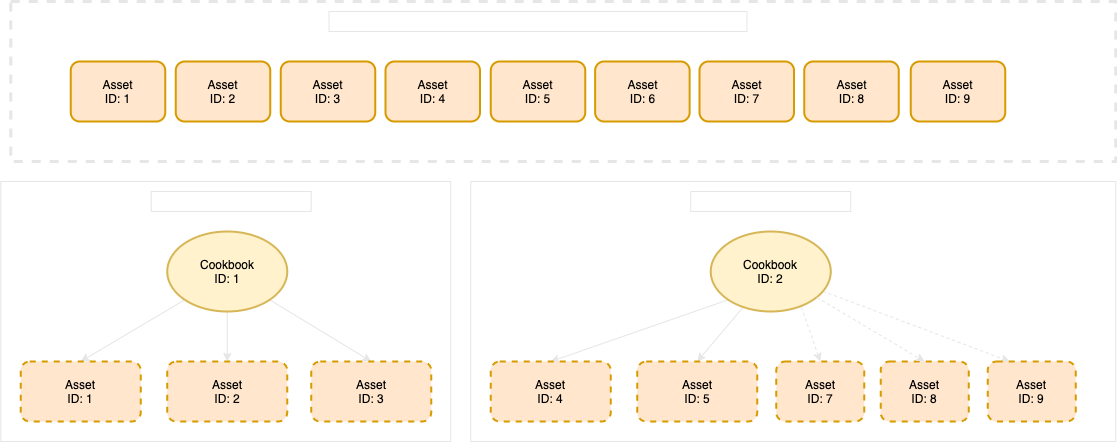 Asset
ID: 1
Asset
ID: 2
Asset
ID: 3
Asset
ID: 4
Asset
ID: 5
Asset
ID: 6
Asset
ID: 7
Asset
ID: 8
Asset
ID: 9
Cookbook
ID: 1
Asset
ID: 1
Asset
ID: 2
Asset
ID: 3
Cookbook
ID: 2
Asset
ID: 4
Asset
ID: 5
Asset
ID: 7
Asset
ID: 8
Asset
ID: 9